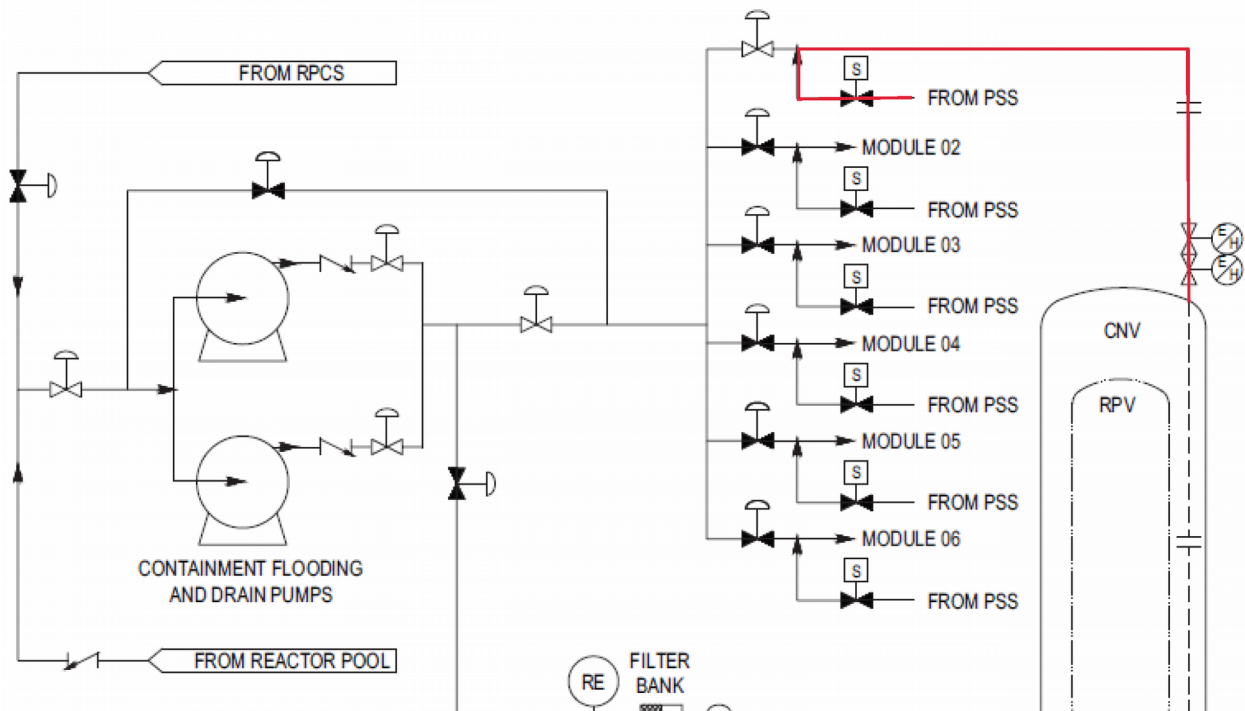 FROM RPCS
S
FROM PSS
MODULE 02
S
FROM PSS
MODULE 03
S
FROM PSS
E
H
E
H
CNV
MODULE 04
S
FROM PSS
RPV
MODULE 05
S
FROM PSS
MODULE 06
S
FROM PSS
CONTAINMENT FLOODING
AND DRAIN PUMPS
FROM REACTOR POOL
RE
FILTER
BANK